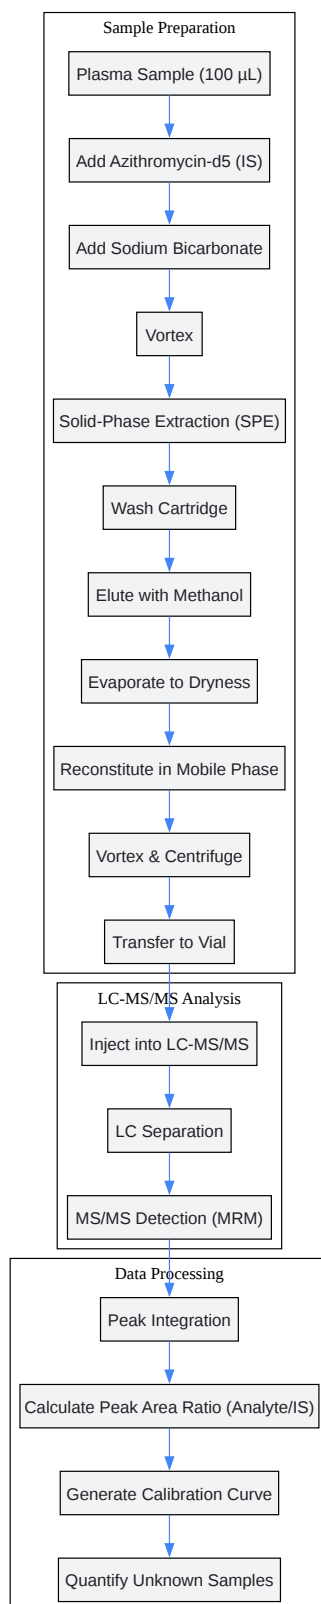 Sample Preparation
Plasma Sample (100 µL)
Add Azithromycin-d5 (IS)
Add Sodium Bicarbonate
Vortex
Solid-Phase Extraction (SPE)
Wash Cartridge
Elute with Methanol
Evaporate to Dryness
Reconstitute in Mobile Phase
Vortex & Centrifuge
Transfer to Vial
LC-MS/MS Analysis
Inject into LC-MS/MS
LC Separation
MS/MS Detection (MRM)
Data Processing
Peak Integration
Calculate Peak Area Ratio (Analyte/IS)
Generate Calibration Curve
Quantify Unknown Samples